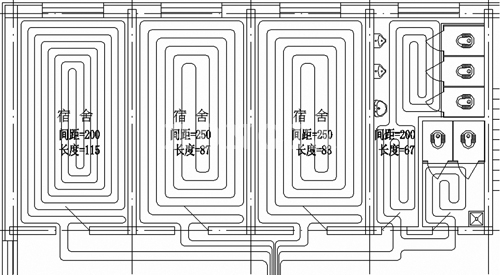 宿 舍
间距=200
长度=115
宿 舍
间距=250
长度=87
宿 舍
间距=250
长度=83
间距=200
长度=67